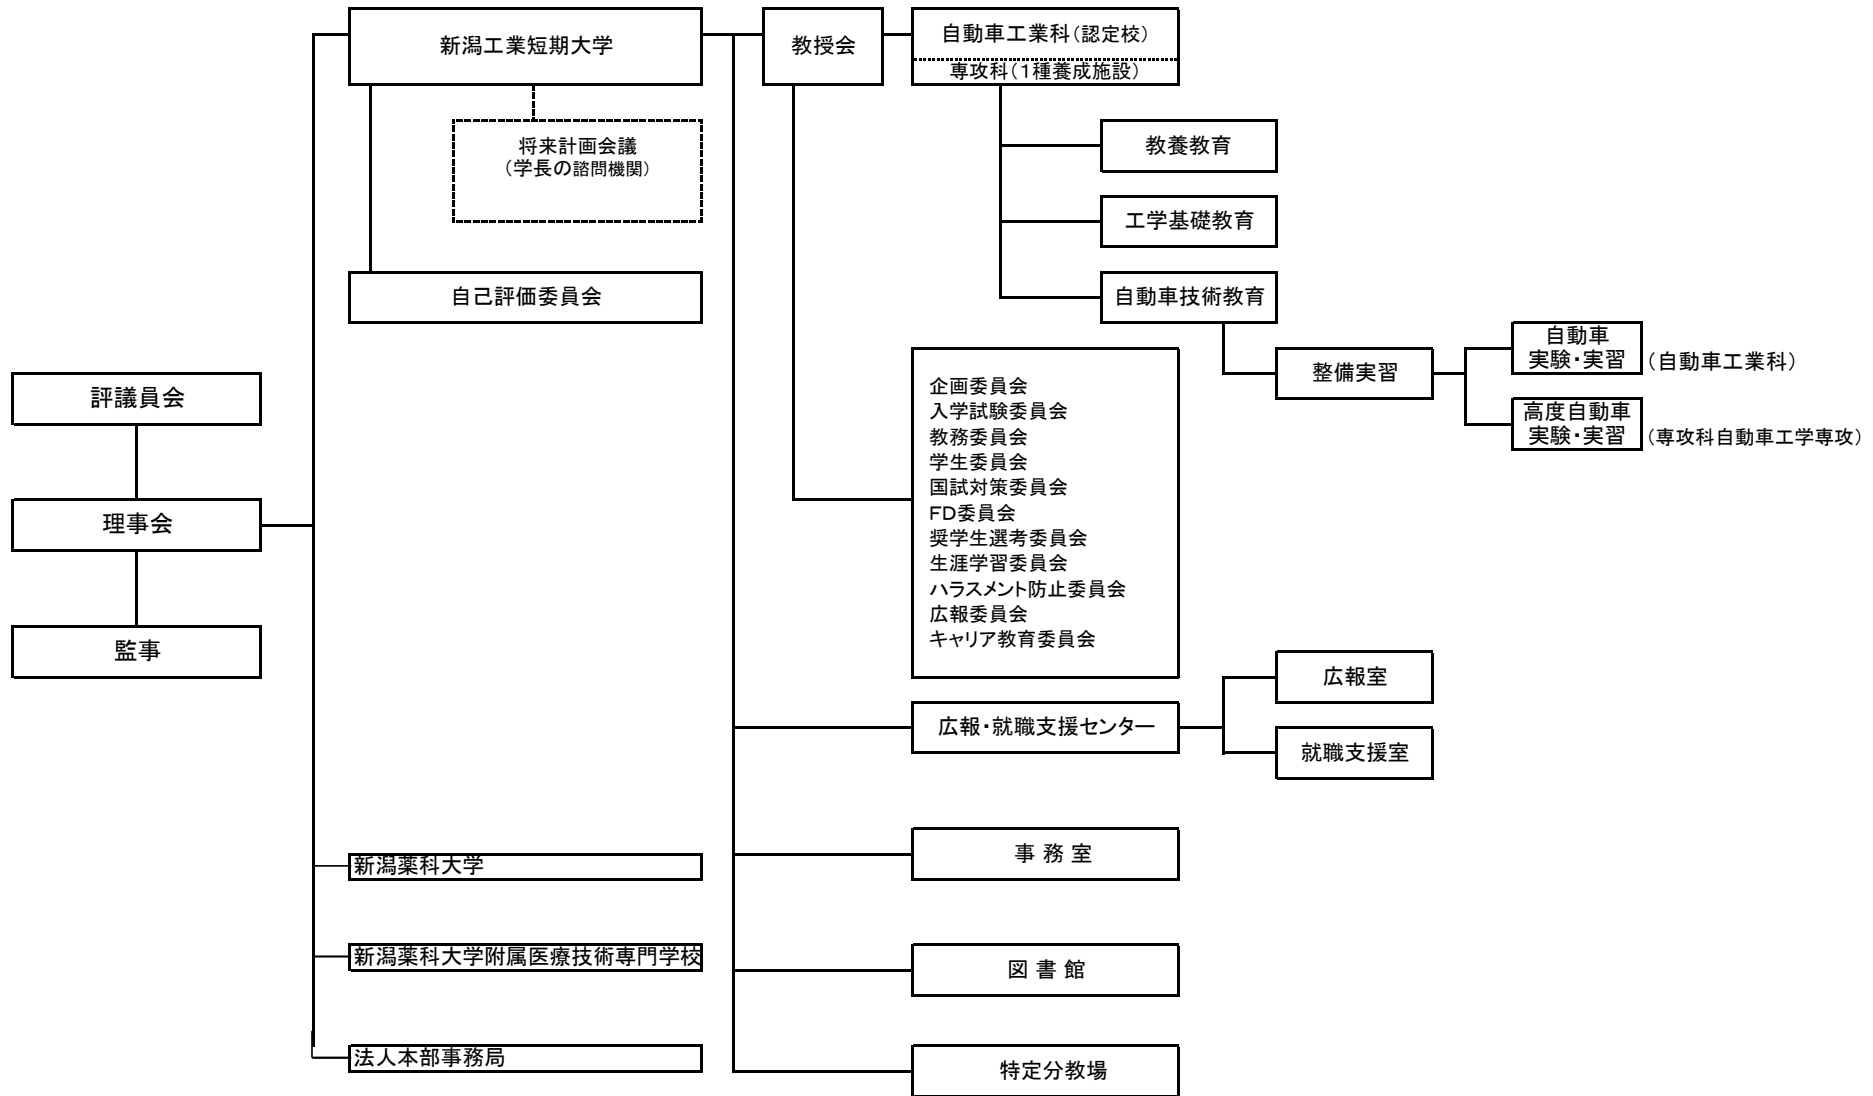 新潟工業短期大学
教授会
自動車工業科(認定校)
専攻科(1種養成施設)
将来計画会議
(学長の諮問機関)
教養教育
工学基礎教育
自己評価委員会
自動車技術教育
整備実習
自動車
実験・実習
(自動車工業科)
高度自動車
実験・実習
(専攻科自動車工学専攻)
評議員会
理事会
監事
企画委員会
入学試験委員会
教務委員会
学生委員会
国試対策委員会
FD委員会
奨学生選考委員会
生涯学習委員会
ハラスメント防止委員会
広報委員会
キャリア教育委員会
広報・就職支援センター
広報室
就職支援室
新潟薬科大学
事 務 室
新潟薬科大学附属医療技術専門学校
図 書 館
法人本部事務局
特定分教場